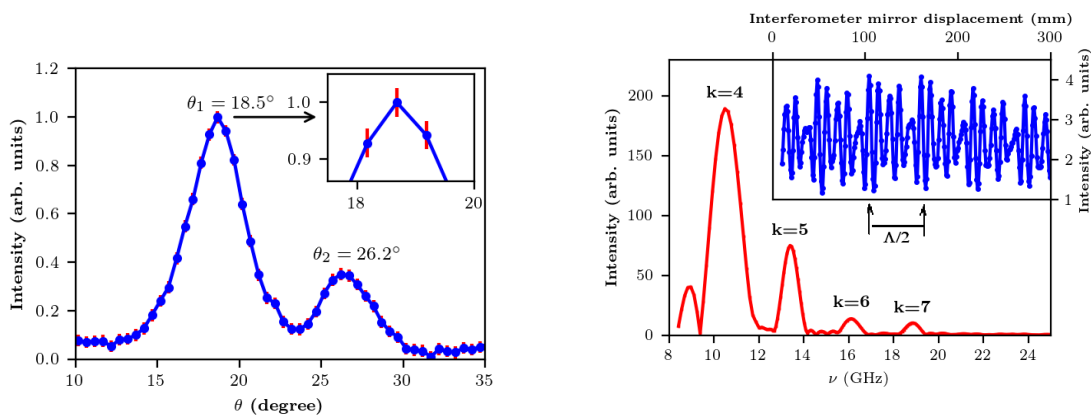 1.2
1.0
0.8
0.6
0.4
0.2
0.0
Intensity (arb. units)
θ₁ = 18.5°
θ₂ = 26.2°
1.0
0.9
18 20
10 15 20 25 30 35
θ (degree)
Interferometer mirror displacement (mm)
0 100 200 300
4
3
2
1
Intensity (arb. units)
200
150
100
50
0
Intensity (arb. units)
k=4
k=5
k=6
k=7
Λ/2
8 10 12 14 16 18 20 22 24
ν (GHz)